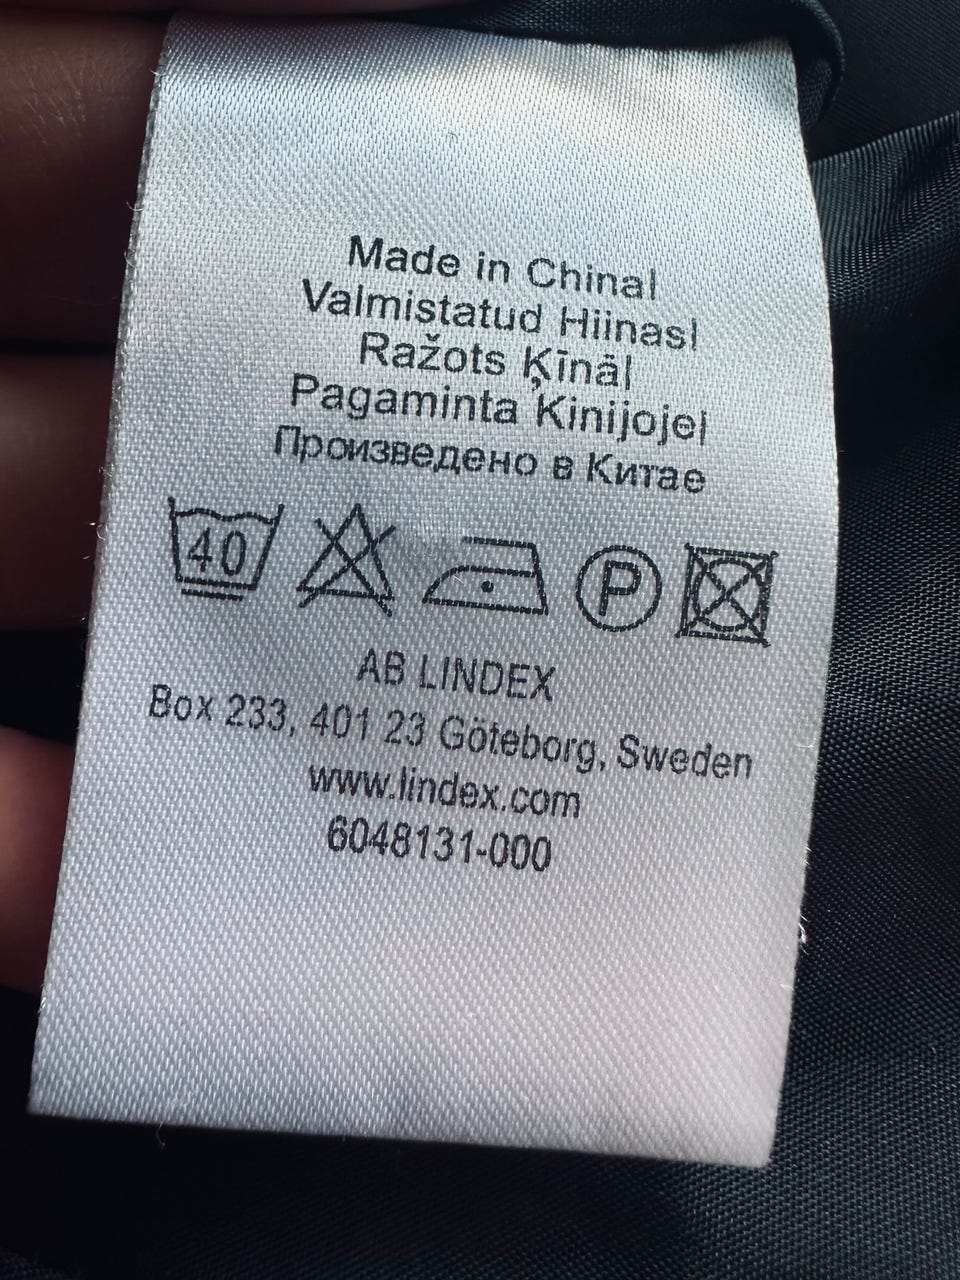 Made in China|
Valmistatud Hiinas|
Ražots Ķīnā|
Pagaminta Kinijoje|
Произведено в Китае
40 P
AB LINDEX
Box 233, 401 23 Göteborg, Sweden
www.lindex.com
6048131-000